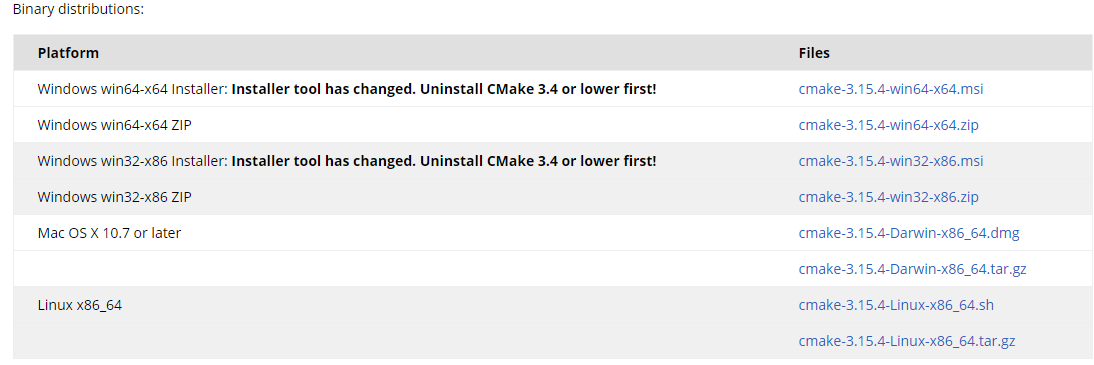 Binary distributions:
Platform Files
Windows win64-x64 Installer: Installer tool has changed. Uninstall CMake 3.4 or lower first! cmake-3.15.4-win64-x64.msi
Windows win64-x64 ZIP cmake-3.15.4-win64-x64.zip
Windows win32-x86 Installer: Installer tool has changed. Uninstall CMake 3.4 or lower first! cmake-3.15.4-win32-x86.msi
Windows win32-x86 ZIP cmake-3.15.4-win32-x86.zip
Mac OS X 10.7 or later cmake-3.15.4-Darwin-x86_64.dmg
cmake-3.15.4-Darwin-x86_64.tar.gz
Linux x86_64 cmake-3.15.4-Linux-x86_64.sh
cmake-3.15.4-Linux-x86_64.tar.gz